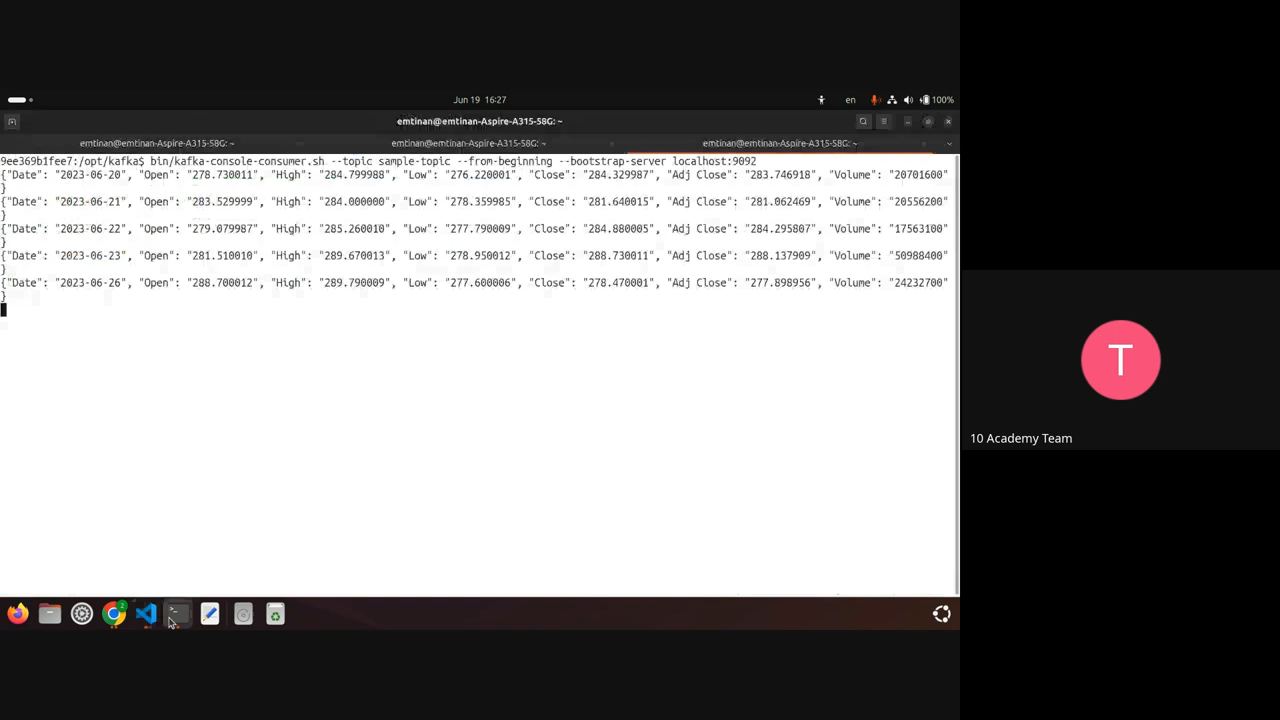 Jun 19 16:27
en
100%
emtinan@emtinan-Aspire-A315-58G: ~
emtinan@emtinan-Aspire-A315-58G: ~
emtinan@emtinan-Aspire-A315-58G: ~
emtinan@emtinan-Aspire-A315-58G: ~
9ee369b1fee7:/opt/kafka$ bin/kafka-console-consumer.sh --topic sample-topic --from-beginning --bootstrap-server localhost:9092
{"Date": "2023-06-20", "Open": "278.730011", "High": "284.799988", "Low": "276.220001", "Close": "284.329987", "Adj Close": "283.746918", "Volume": "20701600"
}
{"Date": "2023-06-21", "Open": "283.529999", "High": "284.000000", "Low": "278.359985", "Close": "281.640015", "Adj Close": "281.062469", "Volume": "20556200"
}
{"Date": "2023-06-22", "Open": "279.079987", "High": "285.260010", "Low": "277.790009", "Close": "284.880005", "Adj Close": "284.295807", "Volume": "17563100"
}
{"Date": "2023-06-23", "Open": "281.510010", "High": "289.670013", "Low": "278.950012", "Close": "288.730011", "Adj Close": "288.137909", "Volume": "50988400"
}
{"Date": "2023-06-26", "Open": "288.700012", "High": "289.790009", "Low": "277.600006", "Close": "278.470001", "Adj Close": "277.898956", "Volume": "24232700"
}
T
10 Academy Team
2